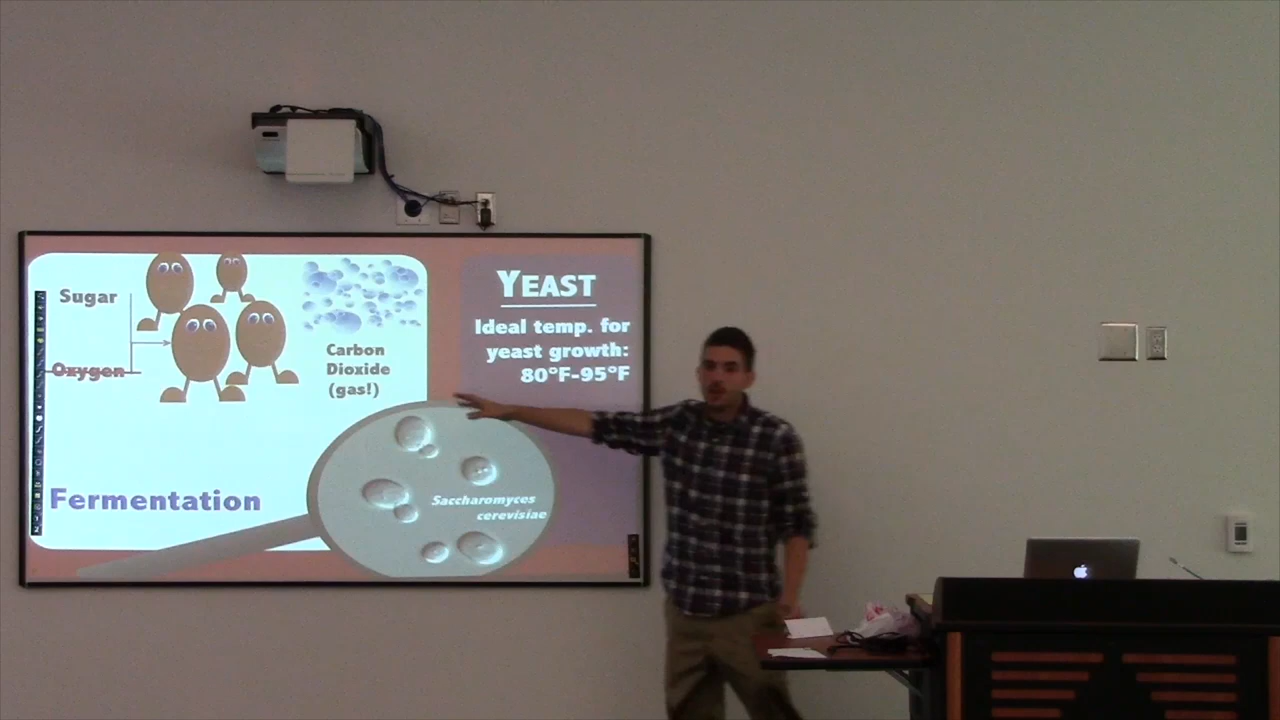 Sugar
Oxygen
Carbon
Dioxide
(gas!)
Fermentation
YEAST
Ideal temp. for
yeast growth:
80°F-95°F
Saccharomyces
cerevisiae